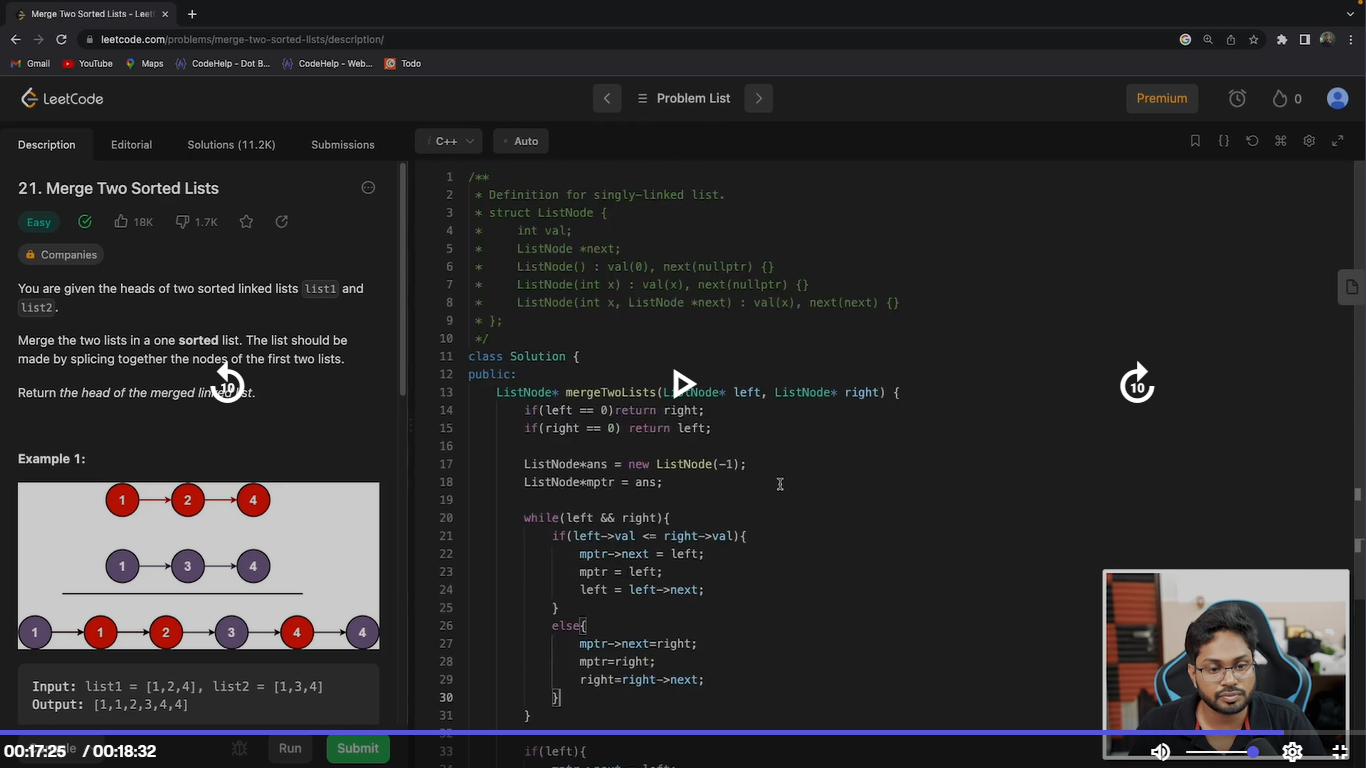 Merge Two Sorted Lists - Leet
leetcode.com/problems/merge-two-sorted-lists/description/
Gmail YouTube Maps CodeHelp - Dot B... CodeHelp - Web... Todo
LeetCode Problem List Premium 0
Description Editorial Solutions (11.2K) Submissions
C++ Auto
21. Merge Two Sorted Lists
Easy 18K 1.7K
Companies
You are given the heads of two sorted linked lists list1 and
list2.
Merge the two lists in a one sorted list. The list should be
made by splicing together the nodes of the first two lists.
Return the head of the merged linked list.
10
Example 1:
1 2 4
1 3 4
1 1 2 3 4 4
Input: list1 = [1,2,4], list2 = [1,3,4]
Output: [1,1,2,3,4,4]
1 /**
2 * Definition for singly-linked list.
3 * struct ListNode {
4 * int val;
5 * ListNode *next;
6 * ListNode() : val(0), next(nullptr) {}
7 * ListNode(int x) : val(x), next(nullptr) {}
8 * ListNode(int x, ListNode *next) : val(x), next(next) {}
9 * };
10 */
11 class Solution {
12 public:
13 ListNode* mergeTwoLists(ListNode* left, ListNode* right) {
14 if(left == 0)return right;
15 if(right == 0) return left;
16
17 ListNode*ans = new ListNode(-1);
18 ListNode*mptr = ans;
19
20 while(left && right){
21 if(left->val <= right->val){
22 mptr->next = left;
23 mptr = left;
24 left = left->next;
25 }
26 else{
27 mptr->next=right;
28 mptr=right;
29 right=right->next;
30 }
31 }
32
33 if(left){
10
00:17:25 / 00:18:32
Run Submit